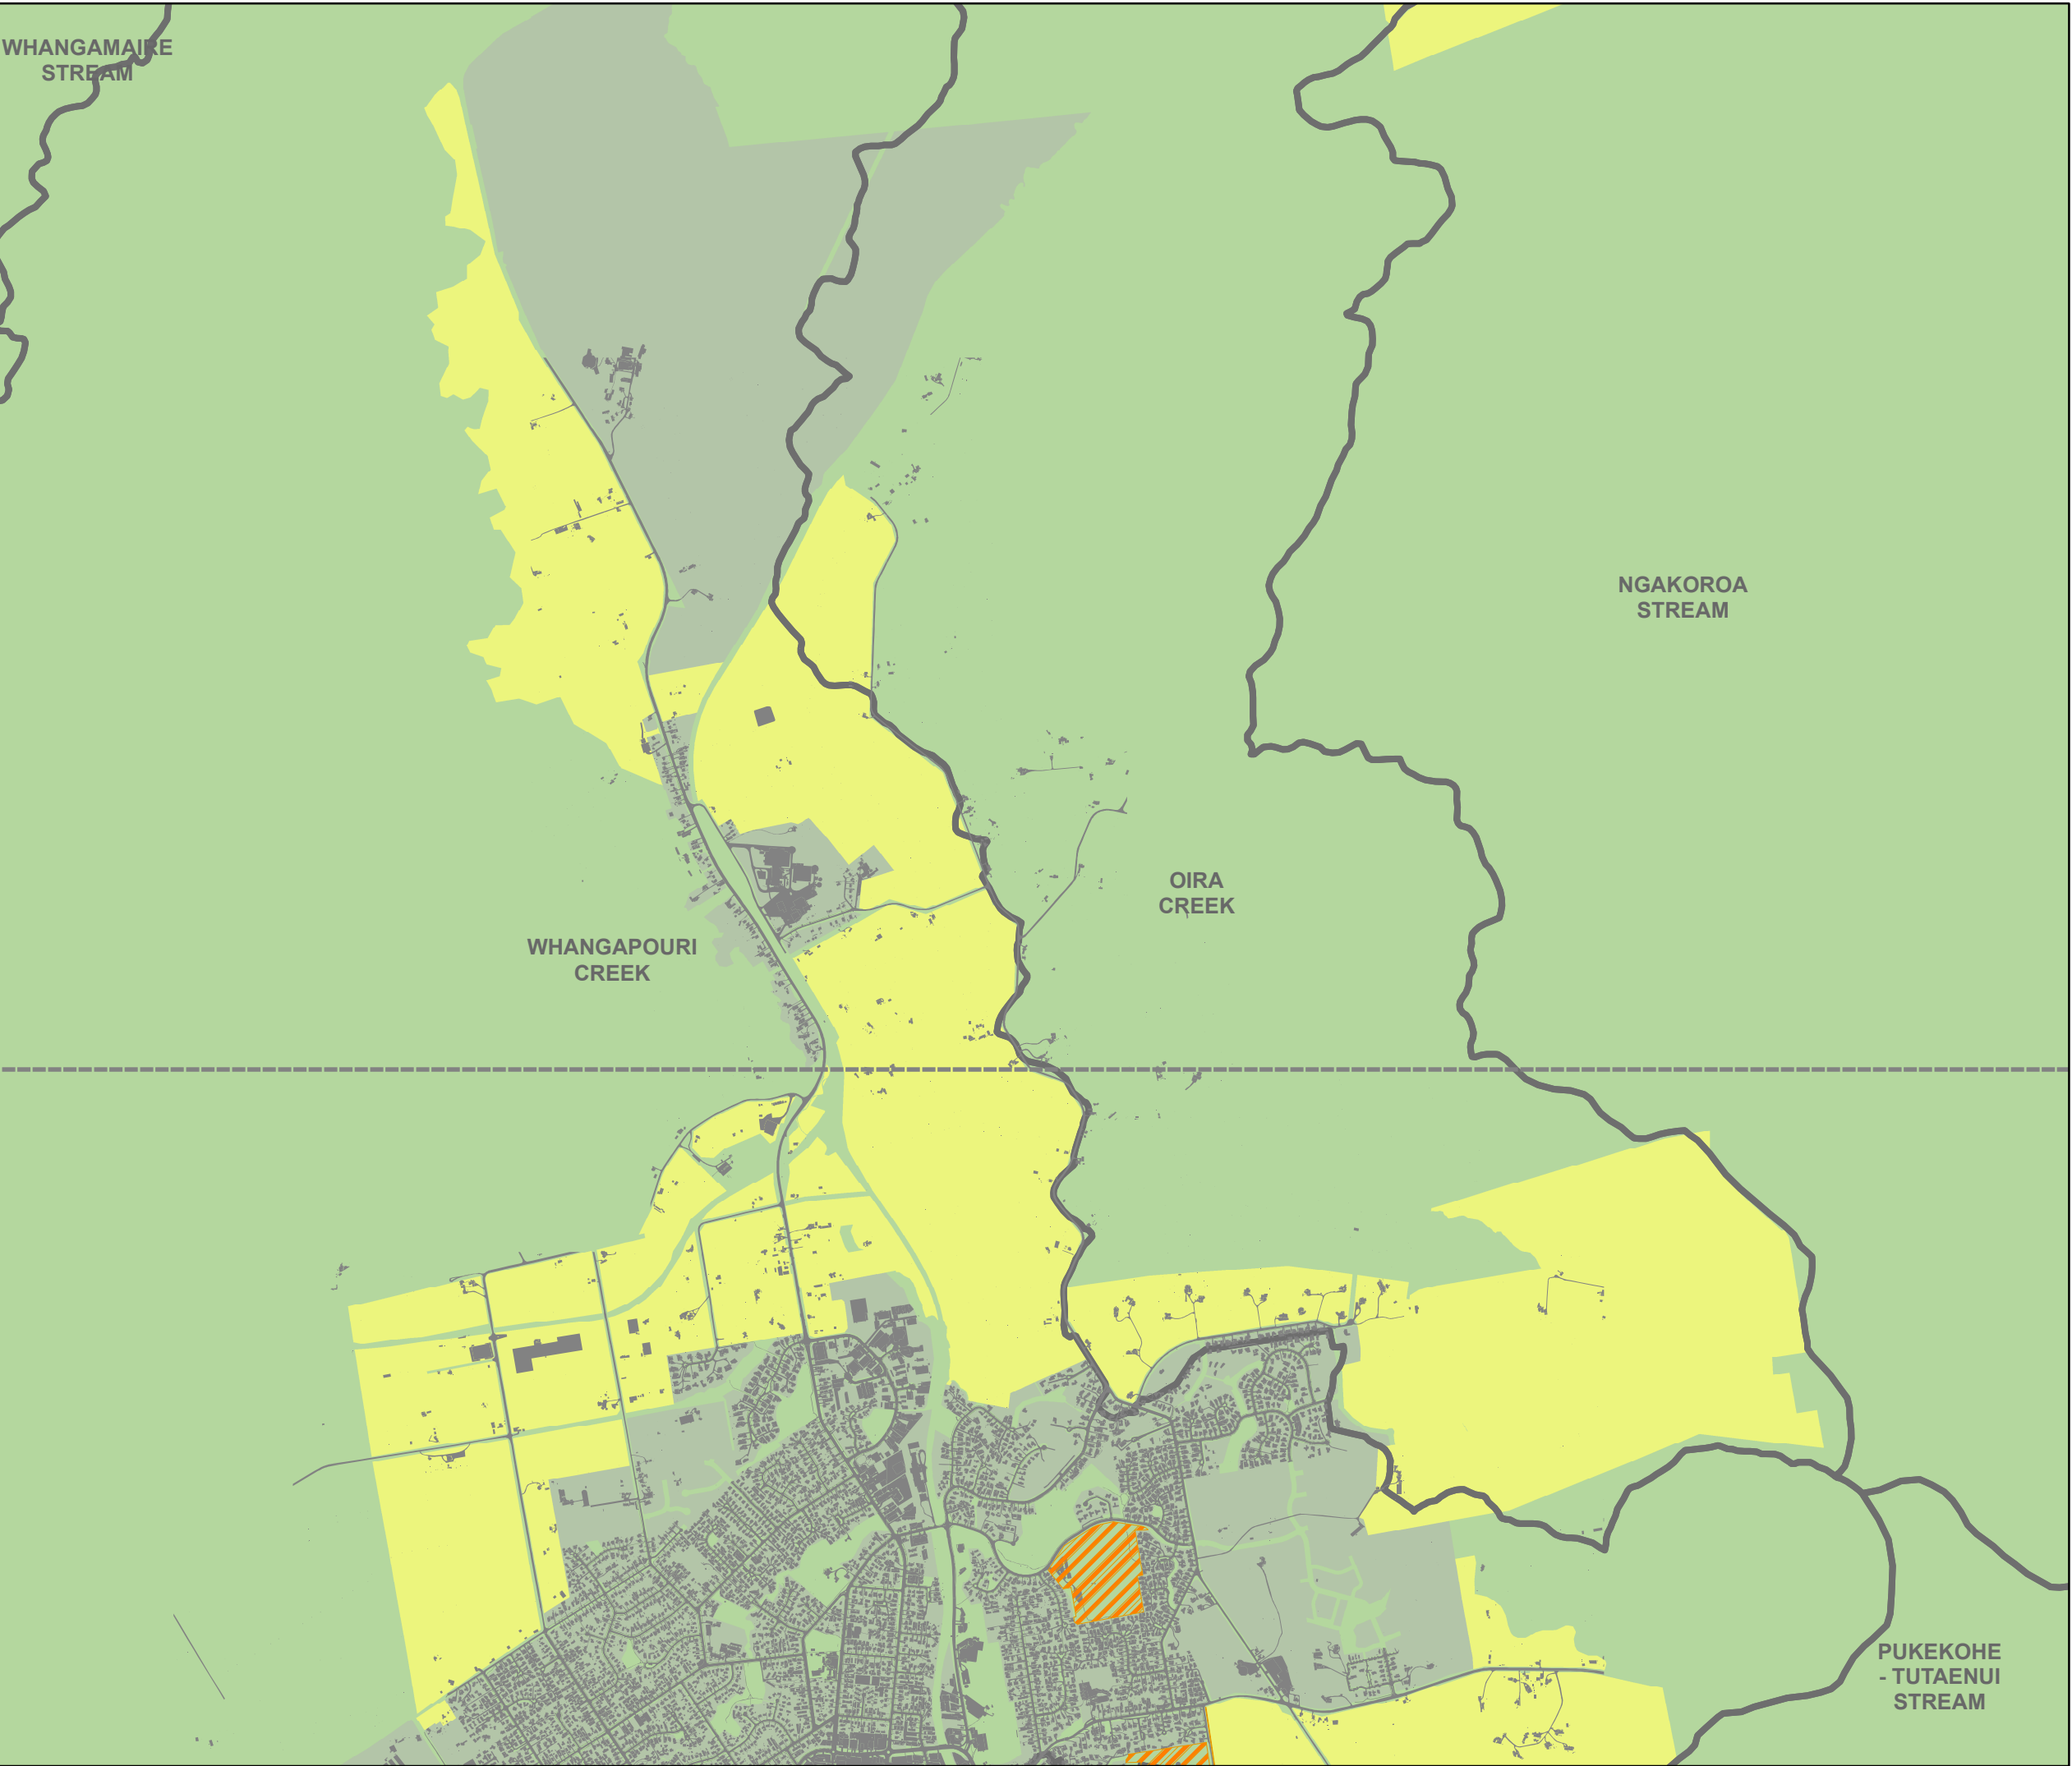 WHANGAMAIRE
STREAM
NGAKOROA
STREAM
OIRA
CREEK
WHANGAPOURI
CREEK
PUKEKOHE
- TUTAENUI
STREAM